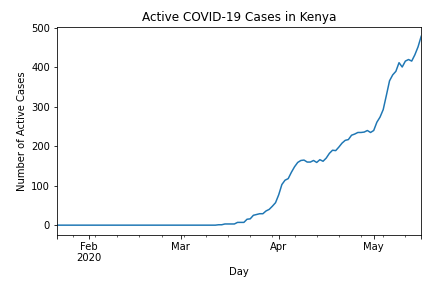 Active COVID-19 Cases in Kenya
Number of Active Cases
500
400
300
200
100
0
Feb
2020
Mar
Apr
May
Day